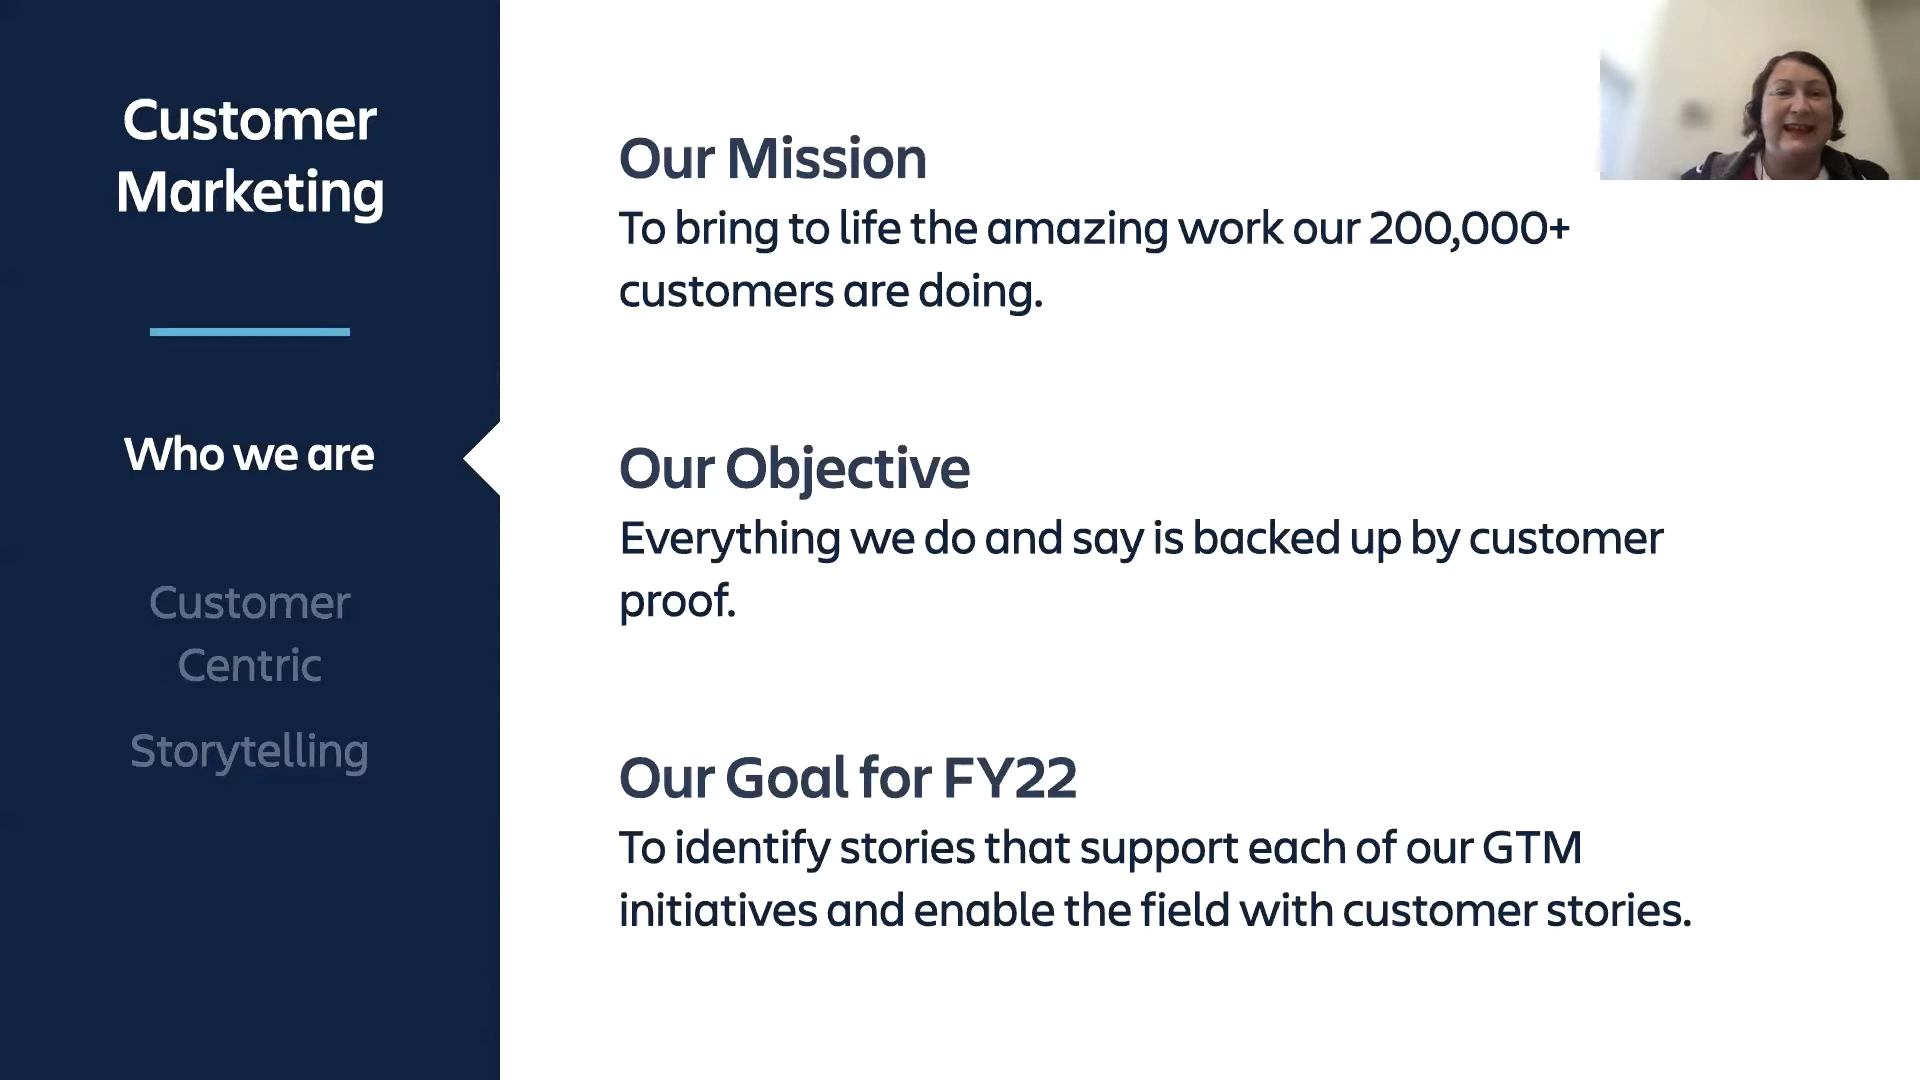 Customer
Marketing
Who we are
Customer
Centric
Storytelling
Our Mission
To bring to life the amazing work our 200,000+
customers are doing.
Our Objective
Everything we do and say is backed up by customer
proof.
Our Goal for FY22
To identify stories that support each of our GTM
initiatives and enable the field with customer stories.